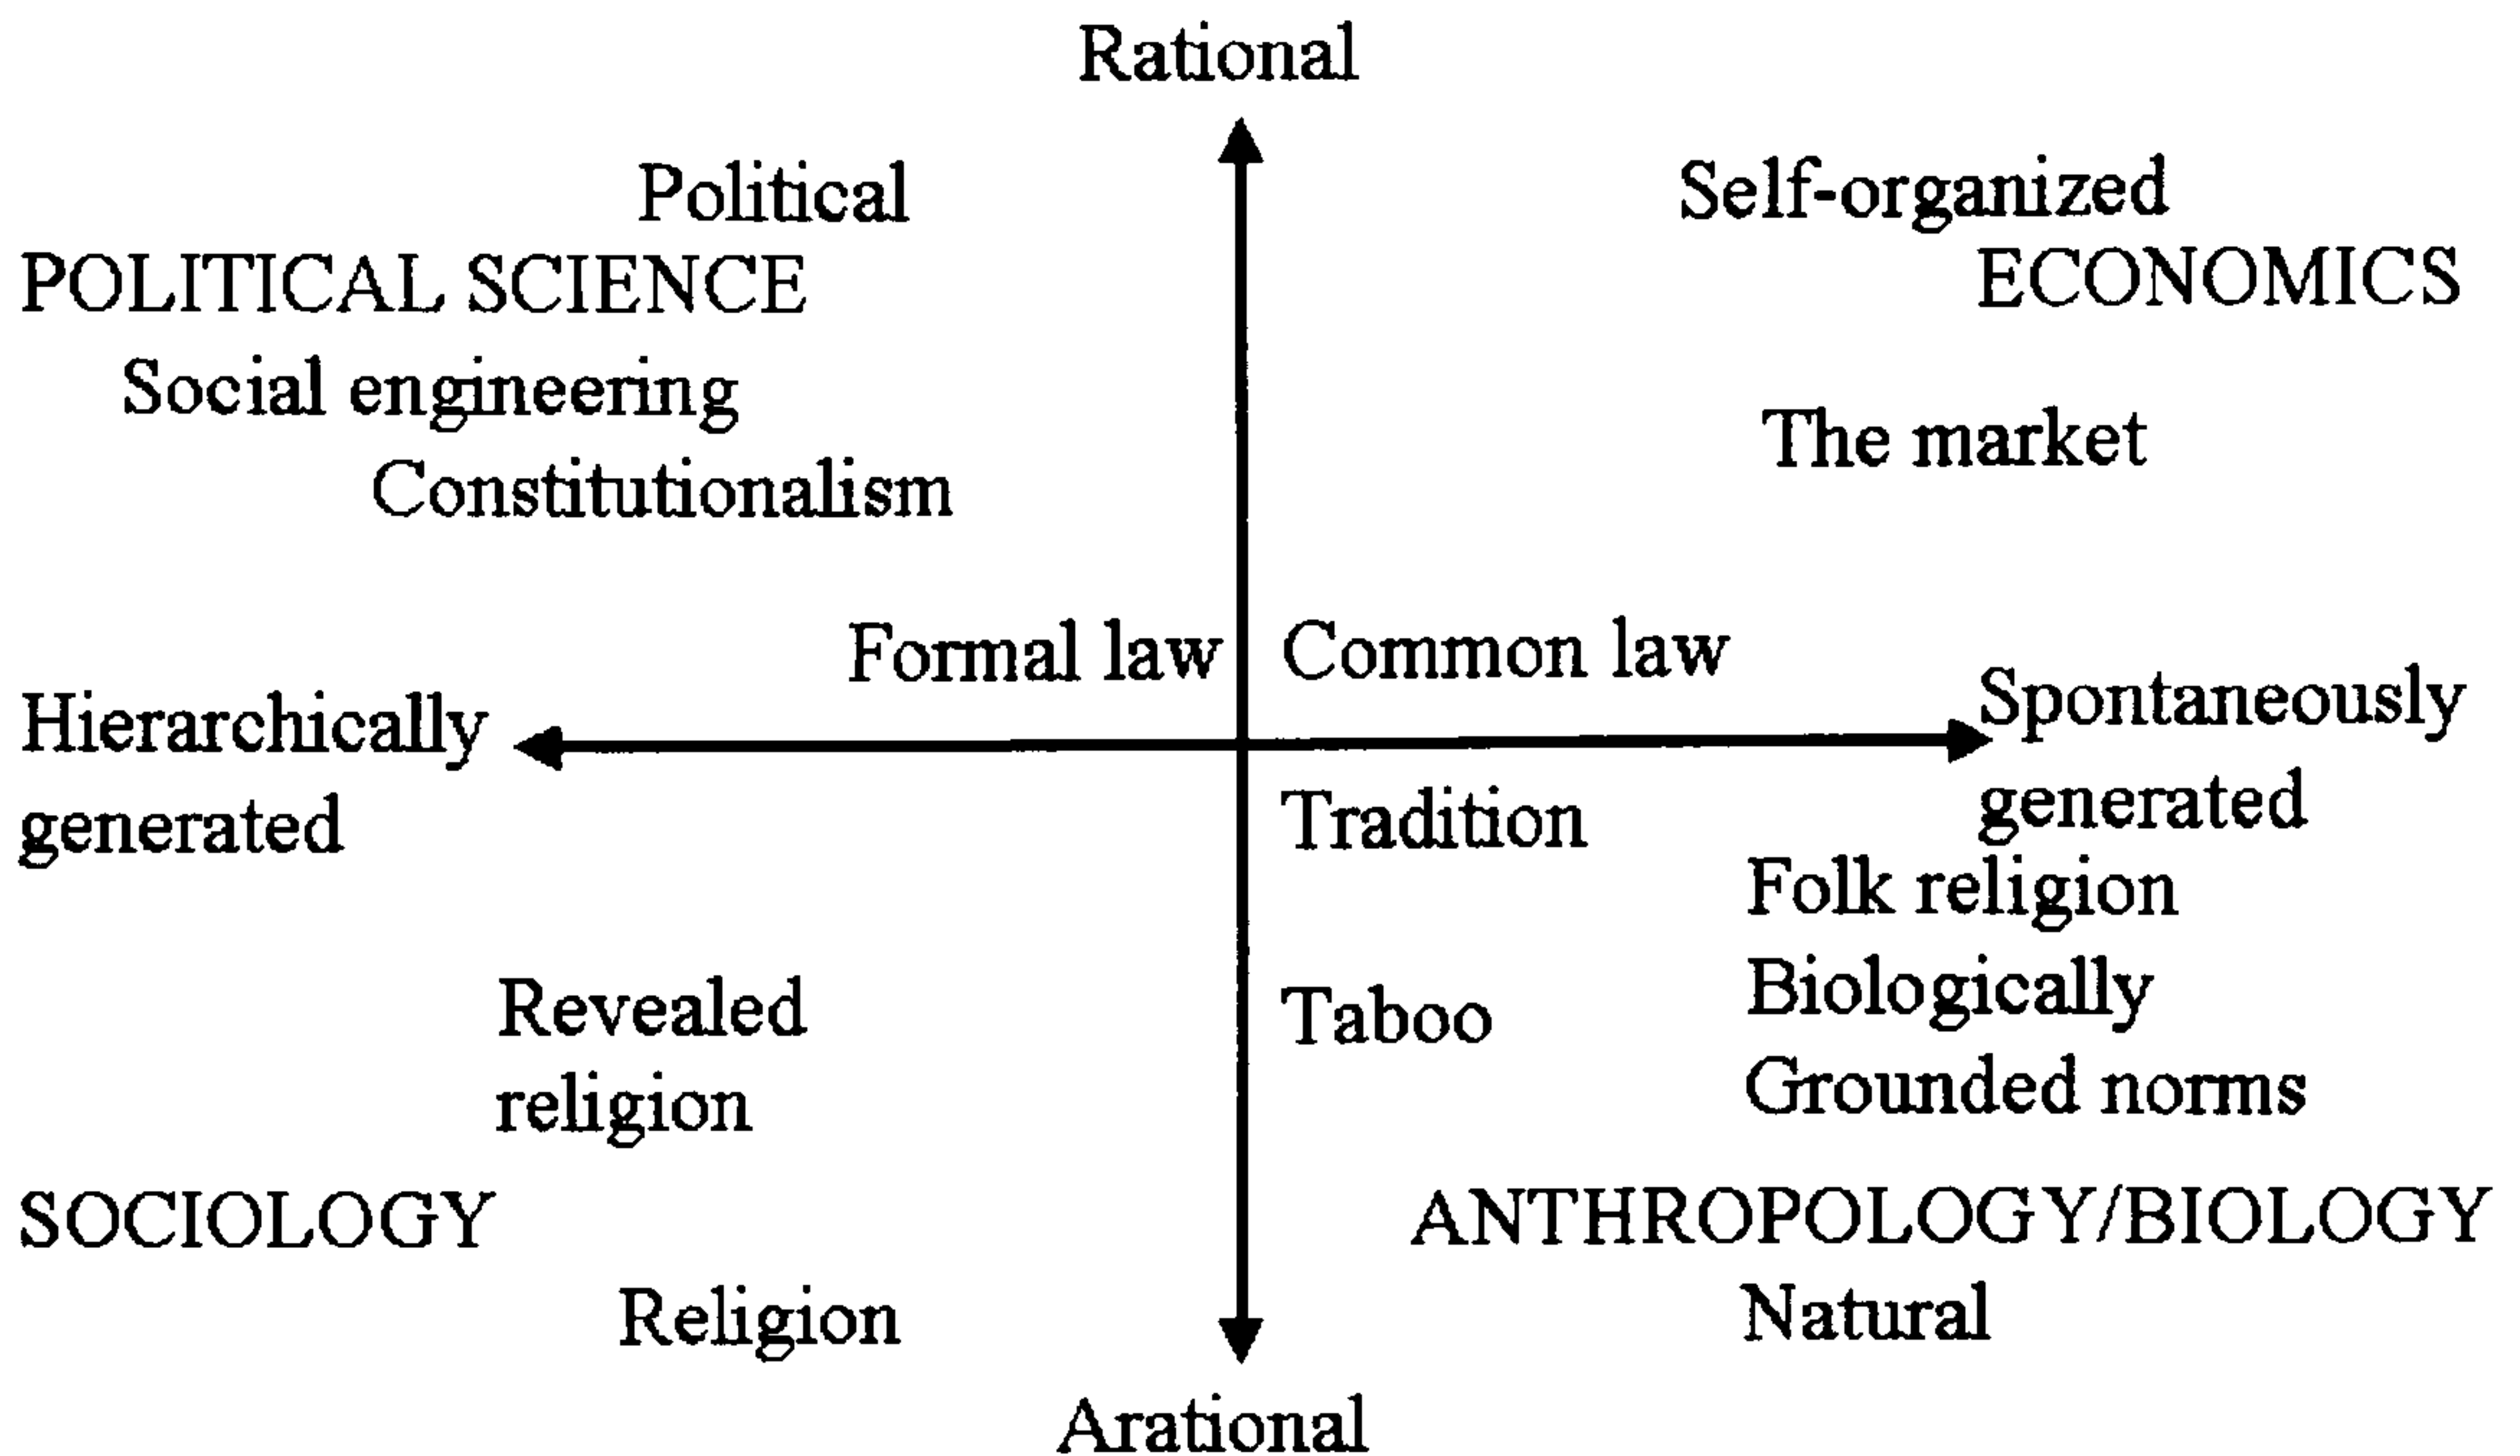 Rational
Political
Self-organized
POLITICAL SCIENCE
ECONOMICS
Social engineering
The market
Constitutionalism
Formal law
Common law
Hierarchically
generated
Spontaneously
generated
Tradition
Folk religion
Revealed
religion
Taboo
Biologically
Grounded norms
SOCIOLOGY
ANTHROPOLOGY/BIOLOGY
Religion
Natural
Arational